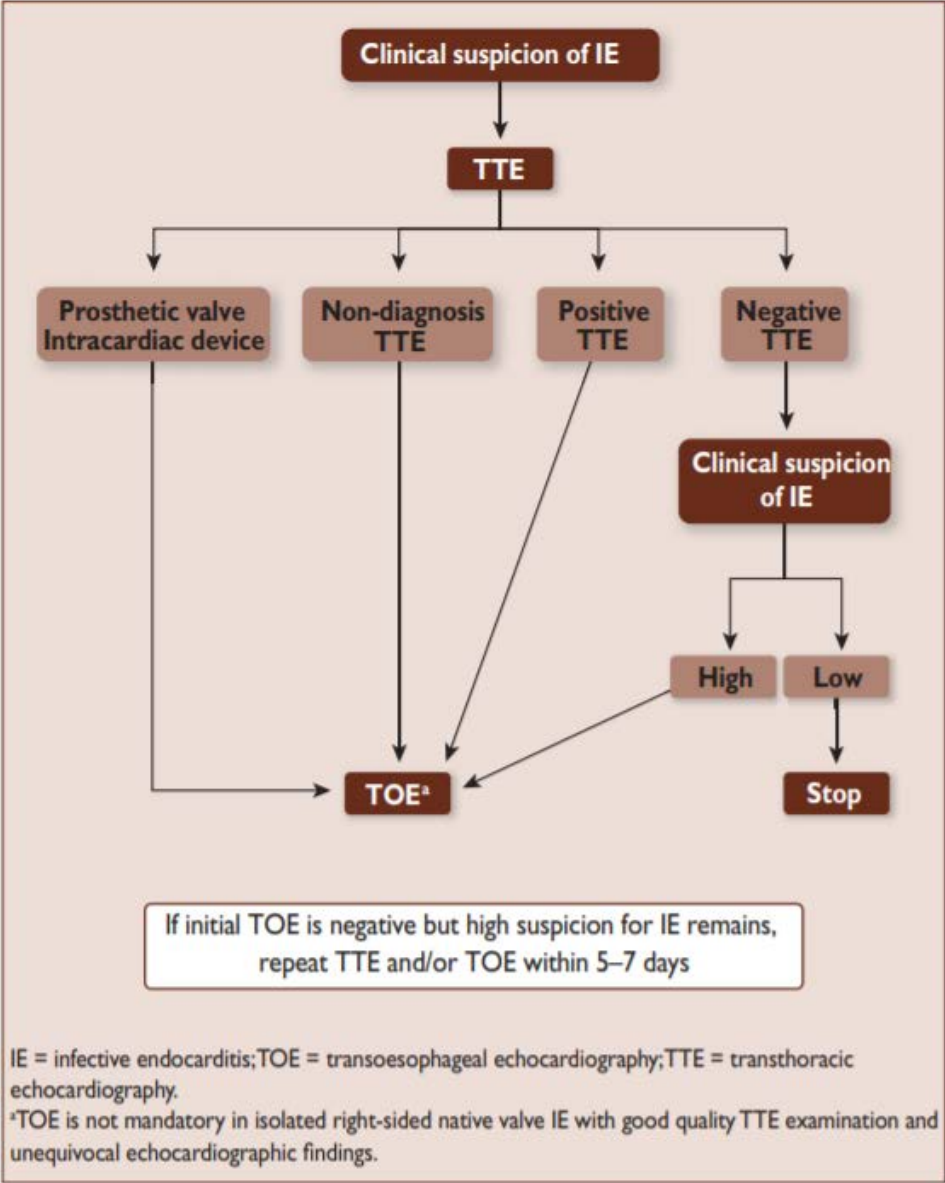 Clinical suspicion of IE
TTE
Prosthetic valve
Intracardiac device
Non-diagnosis
TTE
Positive
TTE
Negative
TTE
Clinical suspicion
of IE
High
Low
TOEᵃ
Stop
If initial TOE is negative but high suspicion for IE remains,
repeat TTE and/or TOE within 5–7 days
IE = infective endocarditis; TOE = transoesophageal echocardiography; TTE = transthoracic
echocardiography.
ᵃTOE is not mandatory in isolated right-sided native valve IE with good quality TTE examination and
unequivocal echocardiographic findings.